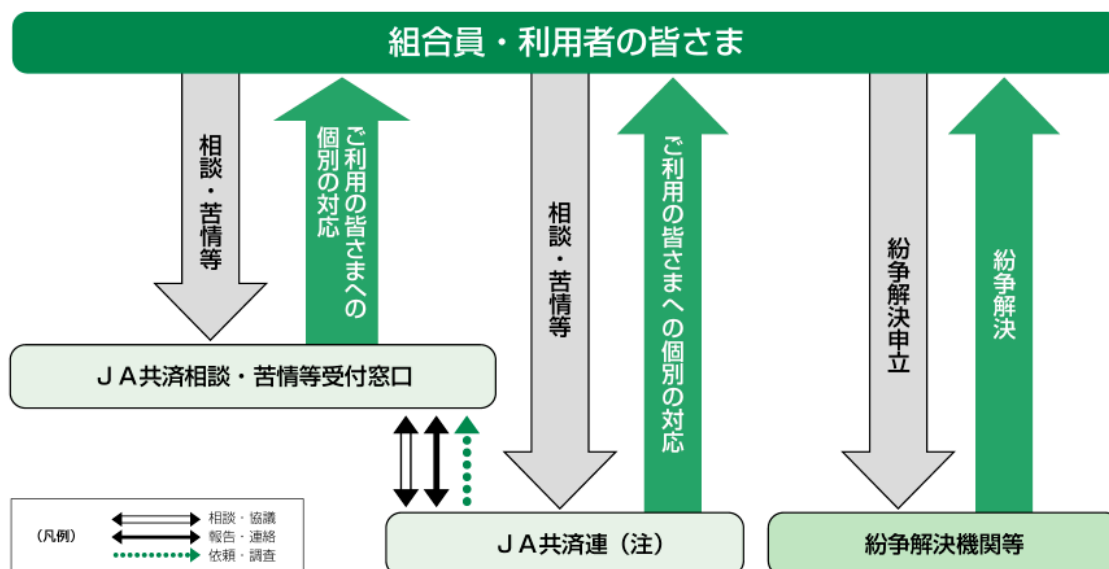 組合員・利用者の皆さま
相談・苦情等
ご利用の皆さまへの
個別の対応
相談・苦情等
ご利用の皆さまへの個別の対応
紛争解決申立
紛争解決
ＪＡ共済相談・苦情等受付窓口
（凡例）
相談・協議
報告・連絡
依頼・調査
ＪＡ共済連（注）
紛争解決機関等